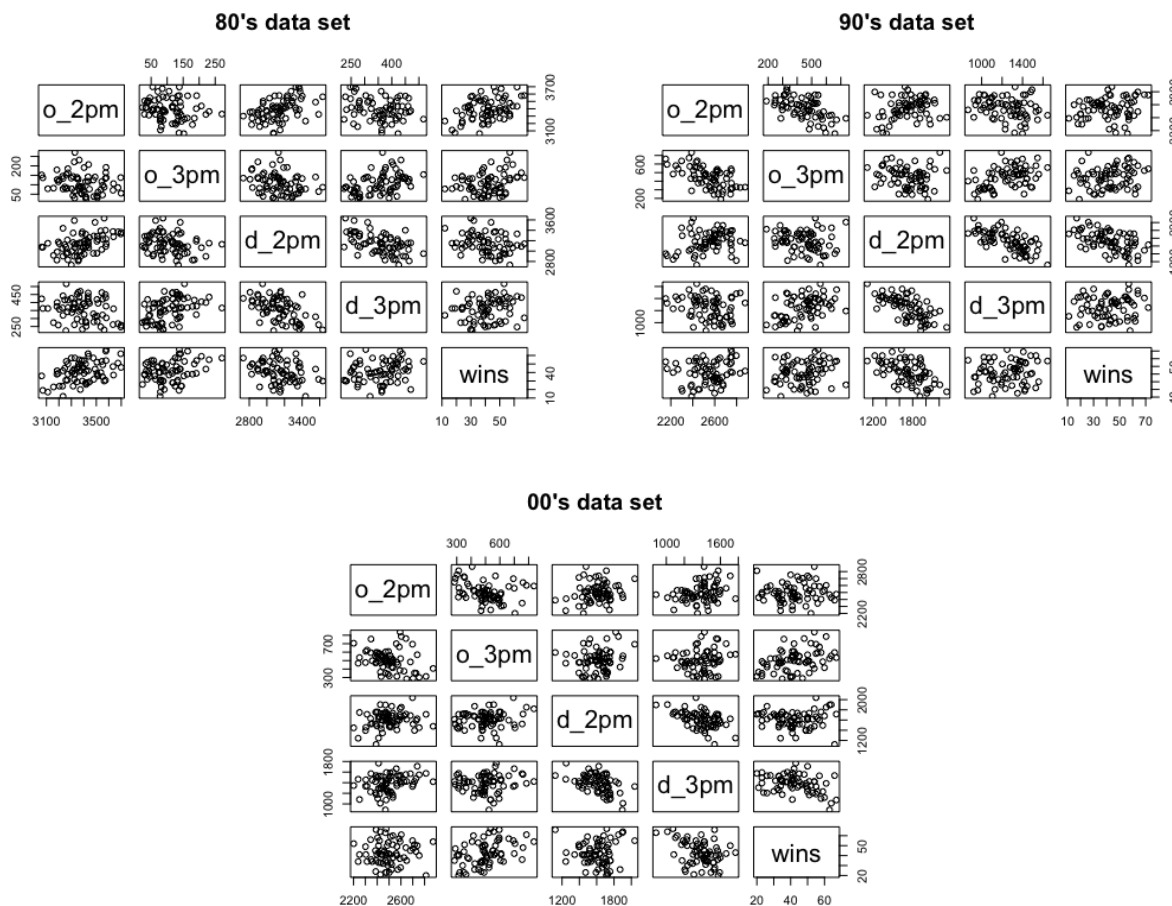 80's data set
50 150 250
250 400
o_2pm
3100 3700
50 200
o_3pm
d_2pm
2800 3600
250 450
d_3pm
wins
10 40
3100 3500
2800 3400
10 30 50
90's data set
200 500
1000 1400
o_2pm
200 600
o_3pm
d_2pm
1000
d_3pm
wins
2200 2600
1200 1800
10 30 50 70
00's data set
300 600
1000 1600
o_2pm
2200 2800
300 700
o_3pm
d_2pm
1200 2000
1000 1800
d_3pm
wins
20 50
2200 2600
1200 1800
20 40 60